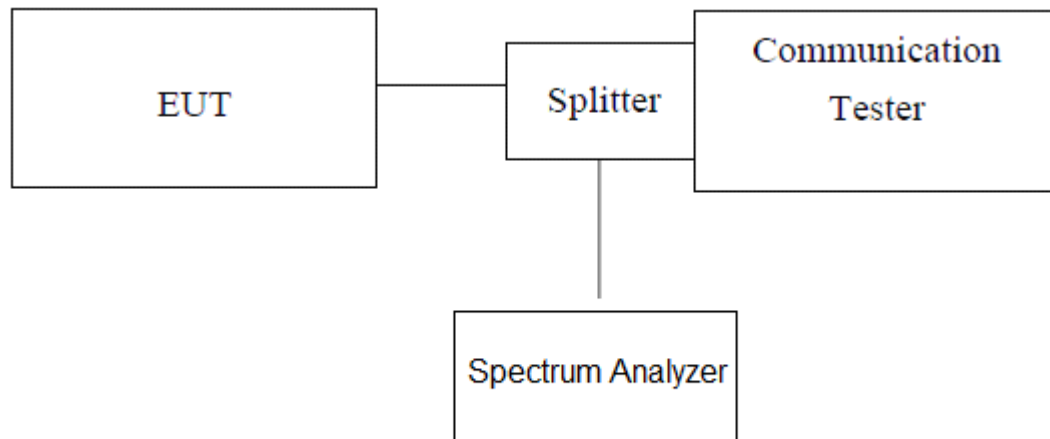 EUT
Splitter
Communication
Tester
Spectrum Analyzer